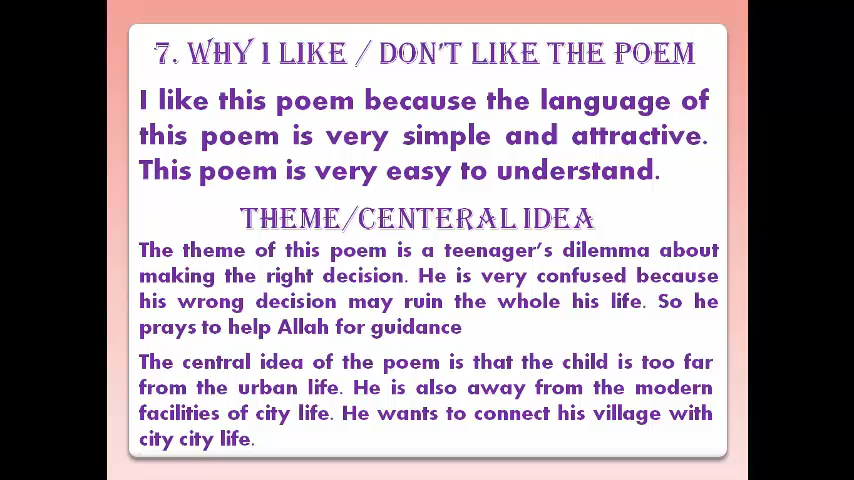 7. WHY I LIKE / DON'T LIKE THE POEM
I like this poem because the language of
this poem is very simple and attractive.
This poem is very easy to understand.
THEME/CENTERAL IDEA
The theme of this poem is a teenager's dilemma about
making the right decision. He is very confused because
his wrong decision may ruin the whole his life. So he
prays to help Allah for guidance
The central idea of the poem is that the child is too far
from the urban life. He is also away from the modern
facilities of city life. He wants to connect his village with
city city life.